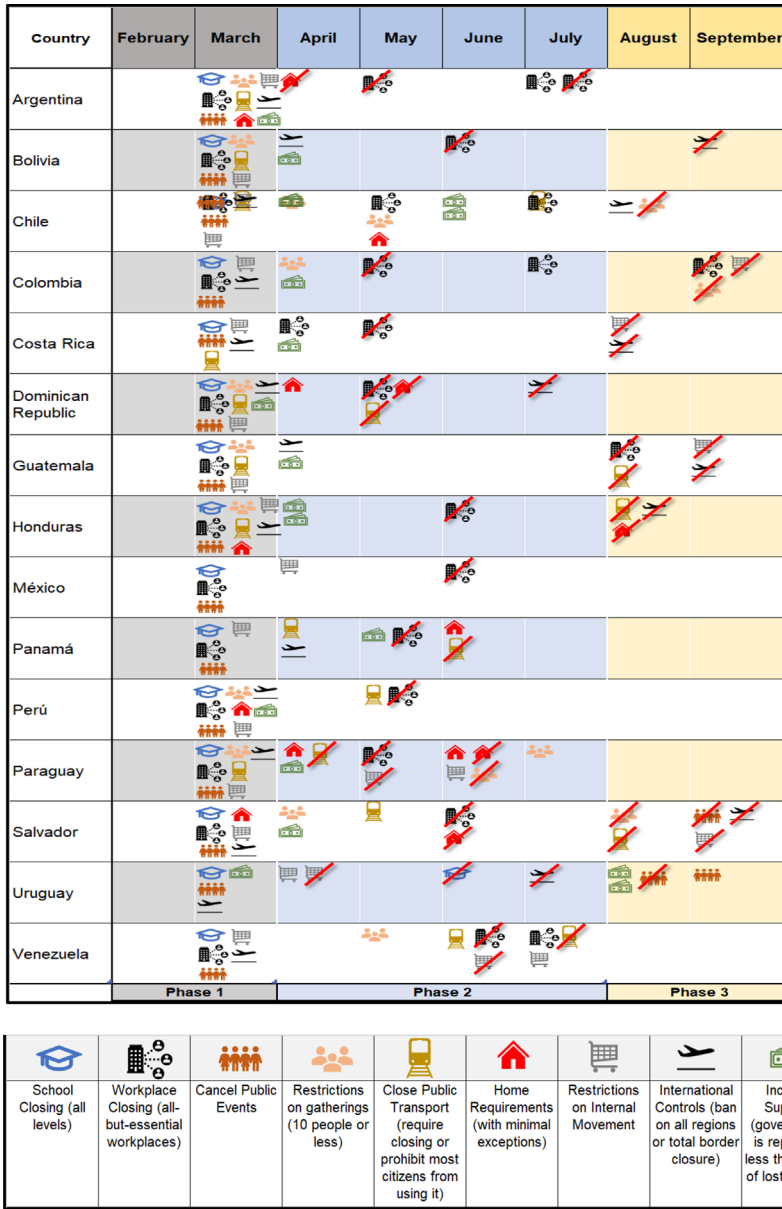 Country February March April May June July August September
Argentina
Bolivia
Chile
Colombia
Costa Rica
Dominican
Republic
Guatemala
Honduras
México
Panamá
Perú
Paraguay
Salvador
Uruguay
Venezuela
Phase 1 Phase 2 Phase 3
School
Closing (all
levels)
Workplace
Closing (all-
but-essential
workplaces)
Cancel Public
Events
Restrictions
on gatherings
(10 people or
less)
Close Public
Transport
(require
closing or
prohibit most
citizens from
using it)
Home
Requirements
(with minimal
exceptions)
Restrictions
on Internal
Movement
International
Controls (ban
on all regions
or total border
closure)
of lost